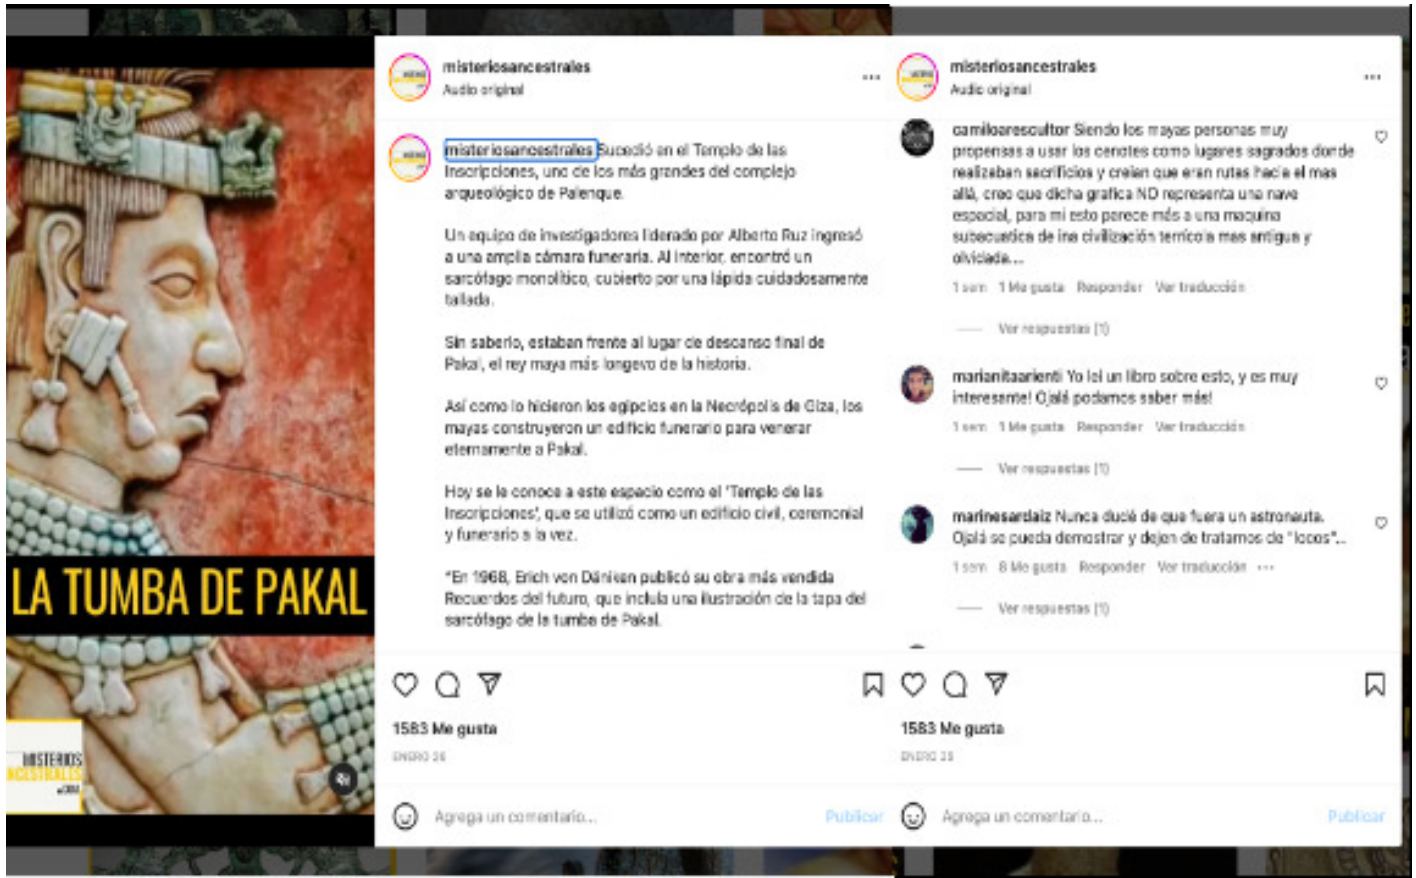 misteriosancestrales
Audio original
misteriosancestrales Sucedió en el Templo de las
Inscripciones, uno de los más grandes del complejo
arqueológico de Palenque.
Un equipo de investigadores liderado por Alberto Ruz ingresó
a una amplia cámara funeraria. Al interior, encontró un
sarcófago monolítico, cubierto por una lápida cuidadosamente
tallada.
Sin saberlo, estaban frente al lugar de descanso final de
Pakal, el rey maya más longevo de la historia.
Así como lo hicieron los egipcios en la Necrópolis de Giza, los
mayas construyeron un edificio funerario para venerar
eternamente a Pakal.
Hoy se le conoce a este espacio como el 'Templo de las
Inscripciones', que se utilizó como un edificio civil, ceremonial
y funerario a la vez.
*En 1968, Erich von Däniken publicó su obra más vendida
Recuerdos del futuro, que incluía una ilustración de la tapa del
sarcófago de la tumba de Pakal.
1583 Me gusta
ENERO 26
Agrega un comentario...
Publicar
LA TUMBA DE PAKAL
MISTERIOS
ANCESTRALES
misteriosancestrales
Audio original
camiloarescultor Siendo los mayas personas muy
propensas a usar los cenotes como lugares sagrados donde
realizaban sacrificios y creían que eran rutas hacia el mas
allá, creo que dicha grafica NO representa una nave
espacial, para mi esto parece más a una maquina
subacuatica de ina civilización terrícola mas antigua y
olvidada...
1 sem 1 Me gusta Responder Ver traducción
Ver respuestas (1)
marianitaarienti Yo lei un libro sobre esto, y es muy
interesante! Ojalá podamos saber más!
1 sem 1 Me gusta Responder Ver traducción
Ver respuestas (1)
marinesardaiz Nunca dudé de que fuera un astronauta.
Ojalá se pueda demostrar y dejen de tratarnos de "locos"...
1 sem 8 Me gusta Responder Ver traducción
Ver respuestas (1)
1583 Me gusta
ENERO 25
Agrega un comentario...
Publicar